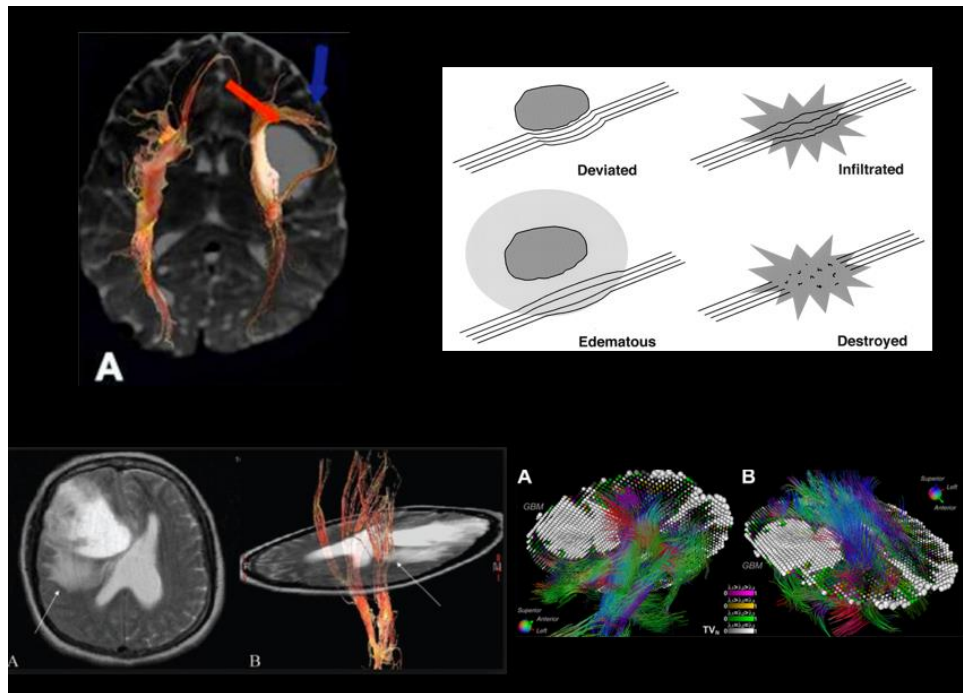 A
Deviated
Infiltrated
Edematous
Destroyed
A
B
A
GBM
Superior
Anterior
Left
TV
B
Superior
Left
Anterior
GBM